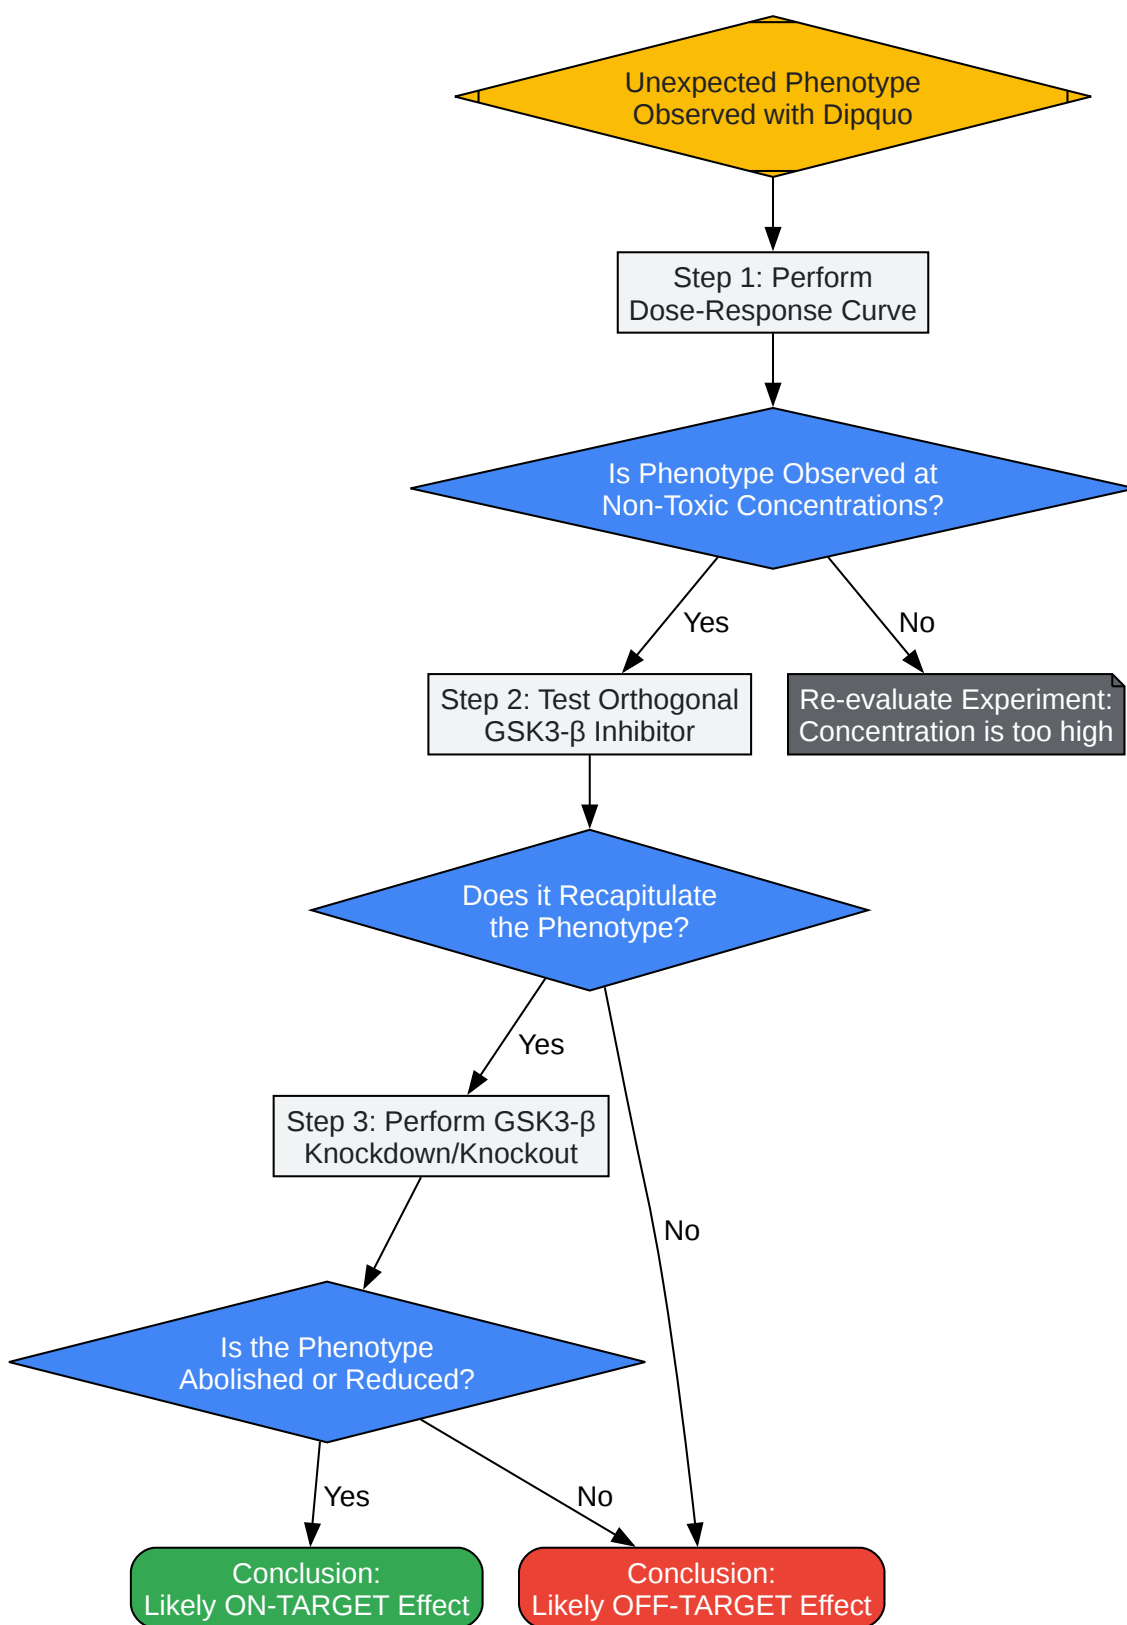 Unexpected Phenotype
Observed with Dipquo
Step 1: Perform
Dose-Response Curve
Is Phenotype Observed at
Non-Toxic Concentrations?
Yes
No
Step 2: Test Orthogonal
GSK3-β Inhibitor
Re-evaluate Experiment:
Concentration is too high
Does it Recapitulate
the Phenotype?
Yes
Step 3: Perform GSK3-β
Knockdown/Knockout
No
Is the Phenotype
Abolished or Reduced?
Yes
No
Conclusion:
Likely ON-TARGET Effect
Conclusion:
Likely OFF-TARGET Effect